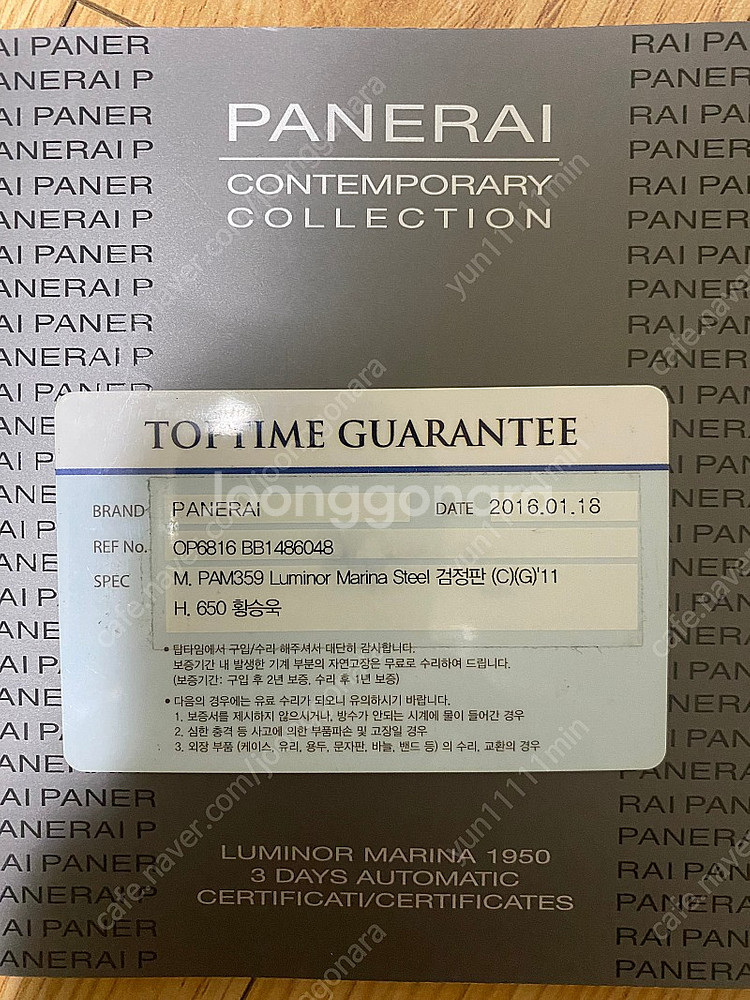 PANERAI
CONTEMPORARY
COLLECTION
TOPTIME GUARANTEE
BRAND PANERAI DATE 2016.01.18
REF No. OP6816 BB1486048
SPEC M. PAM359 Luminor Marina Steel 검정판 (C)(G)'11
H. 650 황승욱
• 탑타임에서 구입/수리 해주셔서 대단히 감사합니다.
보증기간 내 발생한 기계 부분의 자연고장은 무료로 수리하여 드립니다.
(보증기간: 구입 후 2년 보증, 수리 후 1년 보증)
• 다음의 경우에는 유료 수리가 되오니 유의하시기 바랍니다.
1. 보증서를 제시하지 않으시거나, 방수가 안되는 시계에 물이 들어간 경우
2. 심한 충격 등 사고에 의한 부품파손 및 고장일 경우
3. 외장 부품 (케이스, 유리, 용두, 문자판, 바늘, 밴드 등) 의 수리, 교환의 경우
LUMINOR MARINA 1950
3 DAYS AUTOMATIC
CERTIFICATI/CERTIFICATES
joonggonara
cafe.naver.com/joonggonara
yun11111min